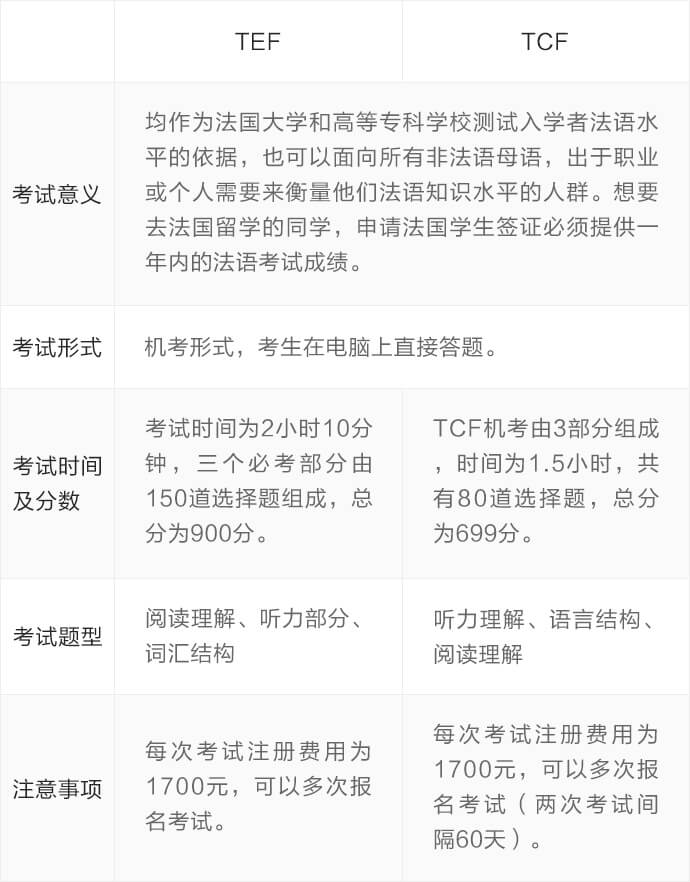 TEF
TCF
考试意义
均作为法国大学和高等专科学校测试入学者法语水
平的依据，也可以面向所有非法语母语，出于职业
或个人需要来衡量他们法语知识水平的人群。想要
去法国留学的同学，申请法国学生签证必须提供一
年内的法语考试成绩。
考试形式
机考形式，考生在电脑上直接答题。
考试时间
及分数
考试时间为2小时10分
钟，三个必考部分由
150道选择题组成，总
分为900分。
TCF机考由3部分组成
，时间为1.5小时，共
有80道选择题，总分
为699分。
考试题型
阅读理解、听力部分、
词汇结构
听力理解、语言结构、
阅读理解
注意事项
每次考试注册费用为
1700元，可以多次报
名考试。
每次考试注册费用为
1700元，可以多次报
名考试（两次考试间
隔60天）。